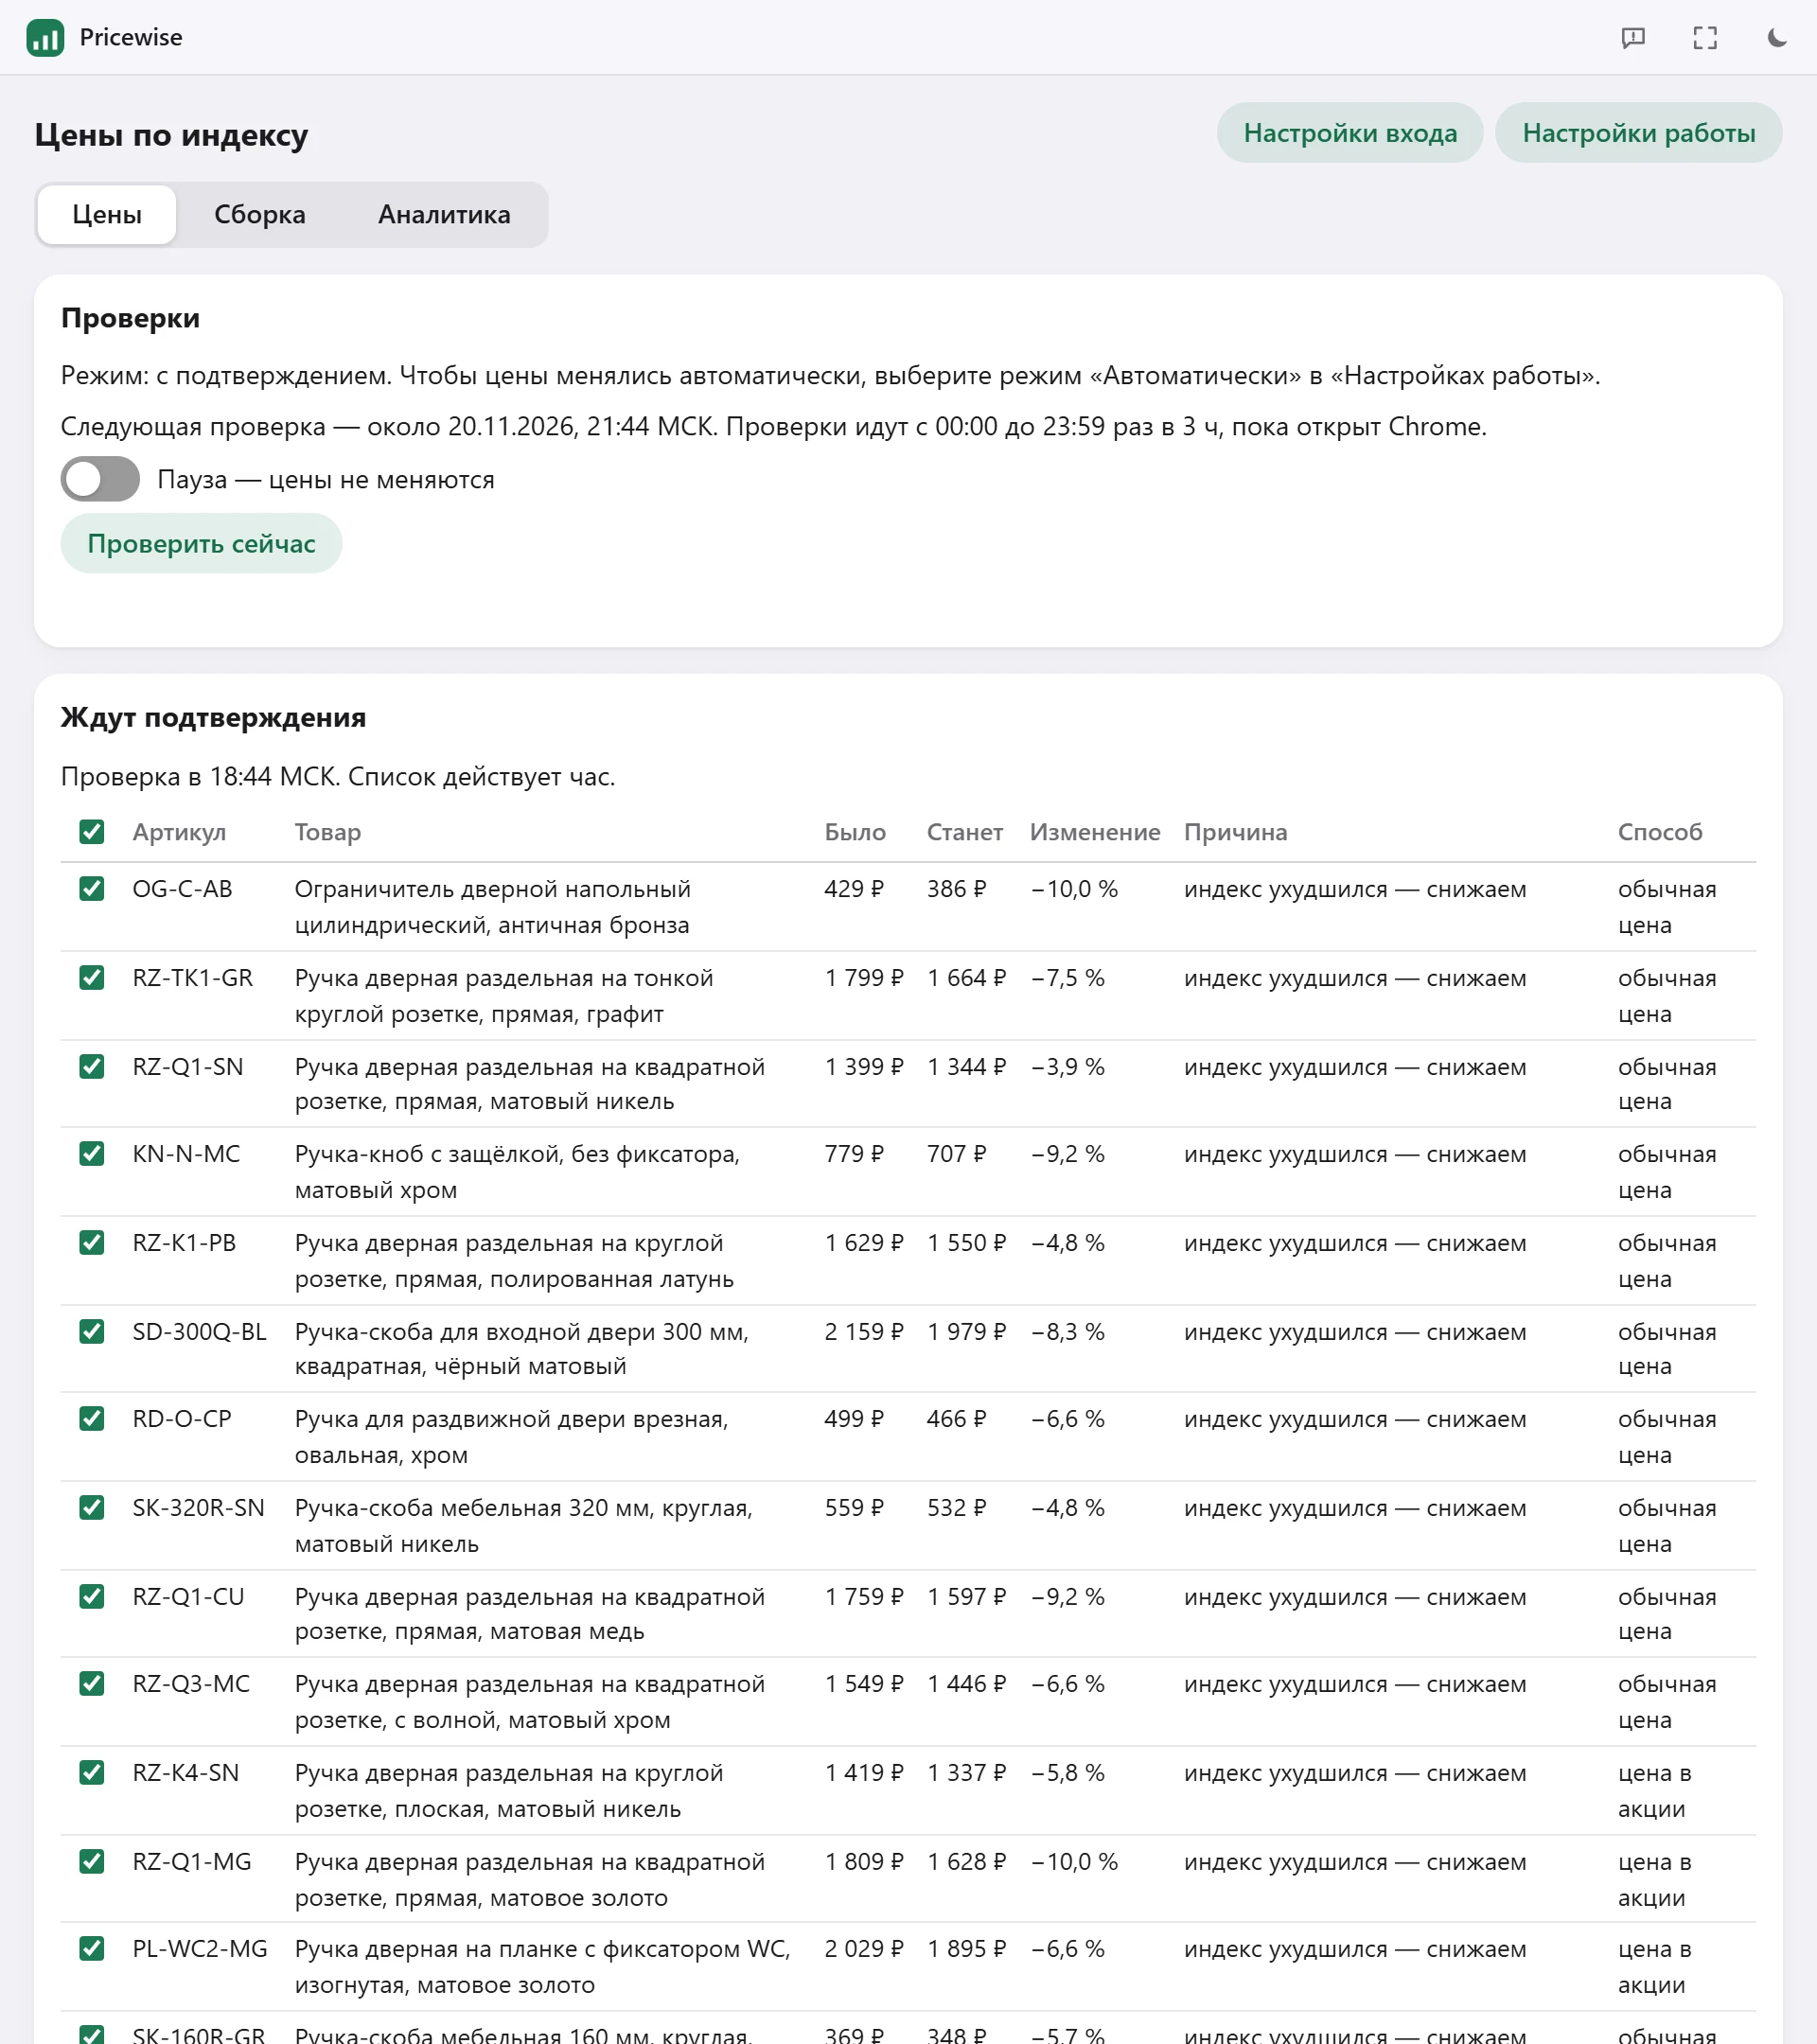 Pricewise
Цены по индексу
Настройки входа
Настройки работы
Цены
Сборка
Аналитика
Проверки
Режим: с подтверждением. Чтобы цены менялись автоматически, выберите режим «Автоматически» в «Настройках работы».
Следующая проверка — около 20.11.2026, 21:44 МСК. Проверки идут с 00:00 до 23:59 раз в 3 ч, пока открыт Chrome.
Пауза — цены не меняются
Проверить сейчас
Ждут подтверждения
Проверка в 18:44 МСК. Список действует час.
Артикул Товар Было Станет Изменение Причина Способ
OG-C-AB Ограничитель дверной напольный 429 ₽ 386 ₽ −10,0 % индекс ухудшился — снижаем обычная
цилиндрический, античная бронза цена
RZ-TK1-GR Ручка дверная раздельная на тонкой 1 799 ₽ 1 664 ₽ −7,5 % индекс ухудшился — снижаем обычная
круглой розетке, прямая, графит цена
RZ-Q1-SN Ручка дверная раздельная на квадратной 1 399 ₽ 1 344 ₽ −3,9 % индекс ухудшился — снижаем обычная
розетке, прямая, матовый никель цена
KN-N-MC Ручка-кноб с защёлкой, без фиксатора, 779 ₽ 707 ₽ −9,2 % индекс ухудшился — снижаем обычная
матовый хром цена
RZ-K1-PB Ручка дверная раздельная на круглой 1 629 ₽ 1 550 ₽ −4,8 % индекс ухудшился — снижаем обычная
розетке, прямая, полированная латунь цена
SD-300Q-BL Ручка-скоба для входной двери 300 мм, 2 159 ₽ 1 979 ₽ −8,3 % индекс ухудшился — снижаем обычная
квадратная, чёрный матовый цена
RD-O-CP Ручка для раздвижной двери врезная, 499 ₽ 466 ₽ −6,6 % индекс ухудшился — снижаем обычная
овальная, хром цена
SK-320R-SN Ручка-скоба мебельная 320 мм, круглая, 559 ₽ 532 ₽ −4,8 % индекс ухудшился — снижаем обычная
матовый никель цена
RZ-Q1-CU Ручка дверная раздельная на квадратной 1 759 ₽ 1 597 ₽ −9,2 % индекс ухудшился — снижаем обычная
розетке, прямая, матовая медь цена
RZ-Q3-MC Ручка дверная раздельная на квадратной 1 549 ₽ 1 446 ₽ −6,6 % индекс ухудшился — снижаем обычная
розетке, с волной, матовый хром цена
RZ-K4-SN Ручка дверная раздельная на круглой 1 419 ₽ 1 337 ₽ −5,8 % индекс ухудшился — снижаем цена в
розетке, плоская, матовый никель акции
RZ-Q1-MG Ручка дверная раздельная на квадратной 1 809 ₽ 1 628 ₽ −10,0 % индекс ухудшился — снижаем цена в
розетке, прямая, матовое золото акции
PL-WC2-MG Ручка дверная на планке с фиксатором WC, 2 029 ₽ 1 895 ₽ −6,6 % индекс ухудшился — снижаем цена в
изогнутая, матовое золото акции
SK-160R-GR Ручка-скоба мебельная 160 мм, круглая, 369 ₽ 348 ₽ −5,7 % индекс ухудшился — снижаем обычная